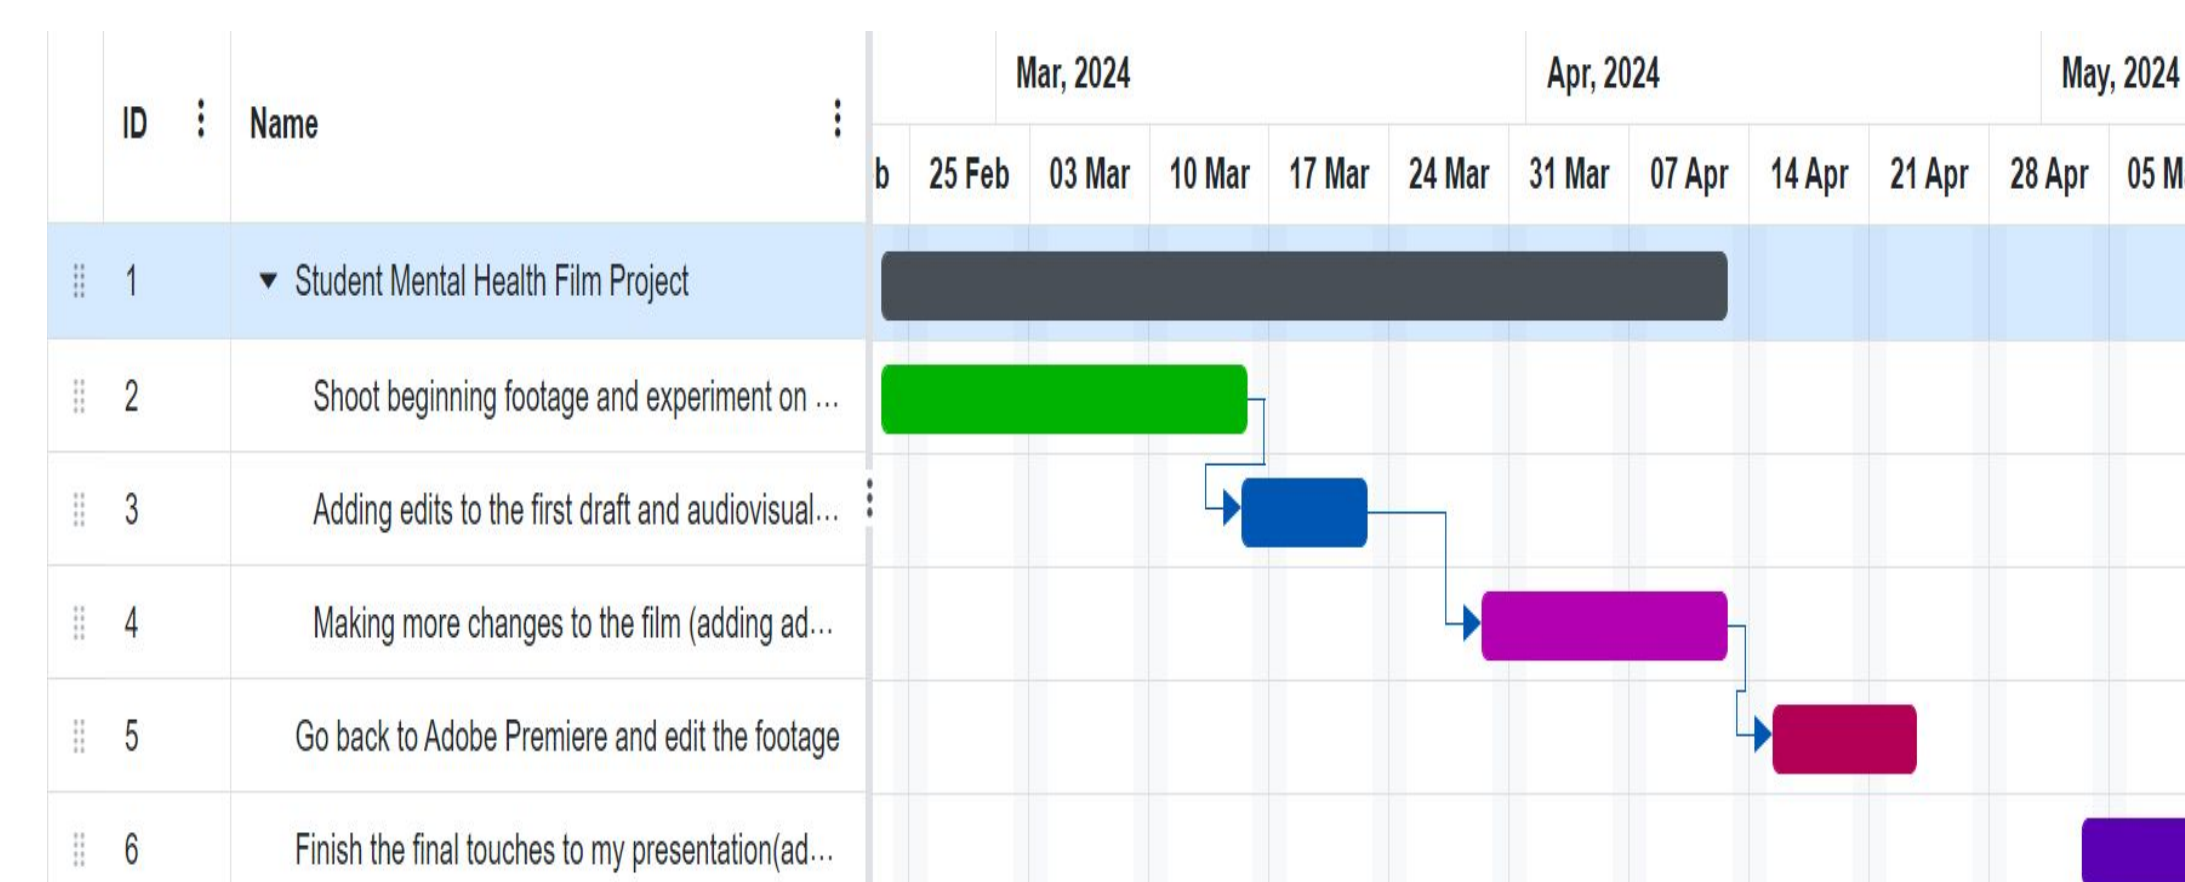 Mar, 2024 Apr, 2024 May, 2024
ID Name
b 25 Feb 03 Mar 10 Mar 17 Mar 24 Mar 31 Mar 07 Apr 14 Apr 21 Apr 28 Apr 05 M
1 Student Mental Health Film Project
2 Shoot beginning footage and experiment on ...
3 Adding edits to the first draft and audiovisual...
4 Making more changes to the film (adding ad...
5 Go back to Adobe Premiere and edit the footage
6 Finish the final touches to my presentation(ad...